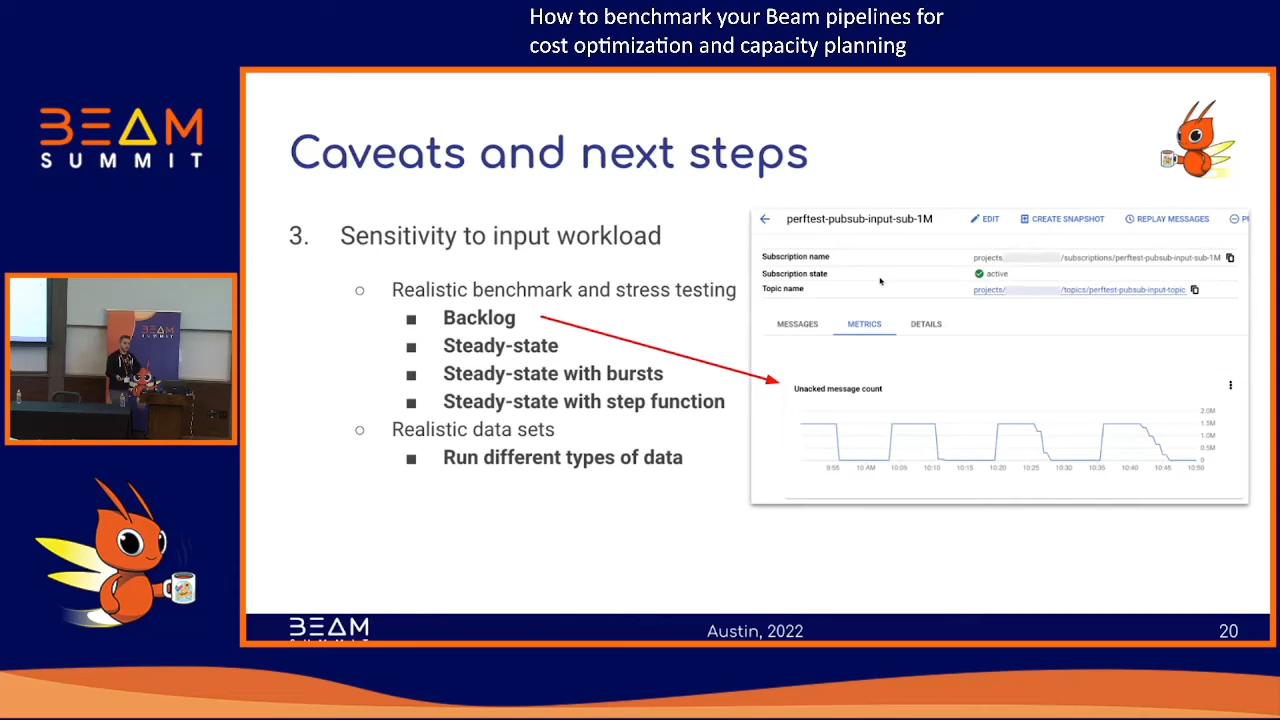 How to benchmark your Beam pipelines for
cost optimization and capacity planning
BEAM
SUMMIT
Caveats and next steps
3. Sensitivity to input workload
Realistic benchmark and stress testing
Backlog
Steady-state
Steady-state with bursts
Steady-state with step function
Realistic data sets
Run different types of data
perftest-pubsub-input-sub-1M EDIT CREATE SNAPSHOT REPLAY MESSAGES
Subscription name projects /subscriptions/perftest-pubsub-input-sub-1M
Subscription state active
Topic name projects/ /topics/perftest-pubsub-input-topic
MESSAGES METRICS DETAILS
Unacked message count
2.0M
1.5M
1.0M
0.5M
0
9:55 10 AM 10:05 10:10 10:15 10:20 10:25 10:30 10:35 10:40 10:45 10:50
BEAM
SUMMIT
BEAM
Austin, 2022
20